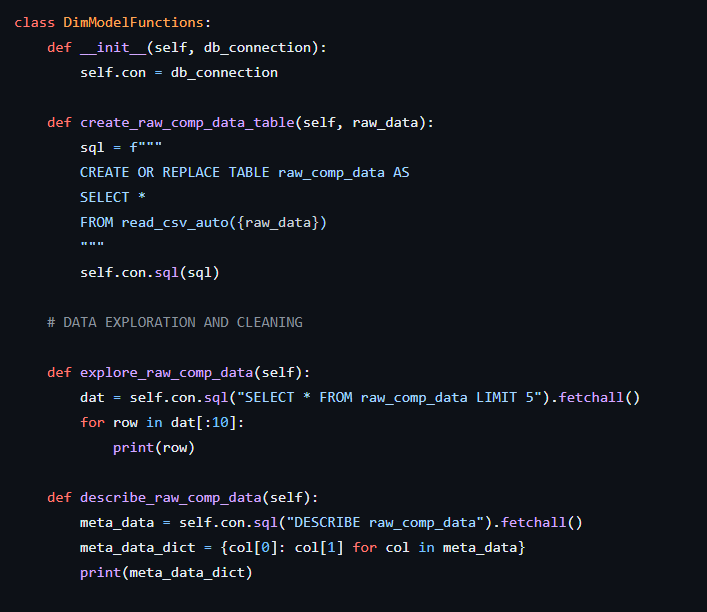 class DimModelFunctions:
    def __init__(self, db_connection):
        self.con = db_connection

    def create_raw_comp_data_table(self, raw_data):
        sql = f"""
        CREATE OR REPLACE TABLE raw_comp_data AS
        SELECT *
        FROM read_csv_auto({raw_data})
        """
        self.con.sql(sql)

    # DATA EXPLORATION AND CLEANING

    def explore_raw_comp_data(self):
        dat = self.con.sql("SELECT * FROM raw_comp_data LIMIT 5").fetchall()
        for row in dat[:10]:
            print(row)

    def describe_raw_comp_data(self):
        meta_data = self.con.sql("DESCRIBE raw_comp_data").fetchall()
        meta_data_dict = {col[0]: col[1] for col in meta_data}
        print(meta_data_dict)